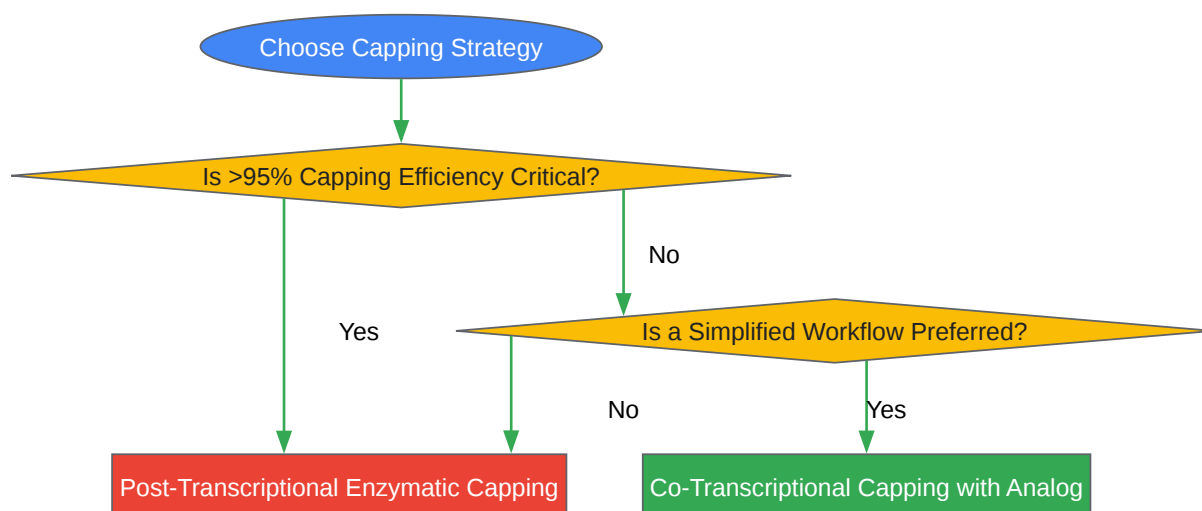 Choose Capping Strategy
Is >95% Capping Efficiency Critical?
No
Yes
Is a Simplified Workflow Preferred?
No
Yes
Post-Transcriptional Enzymatic Capping
Co-Transcriptional Capping with Analog